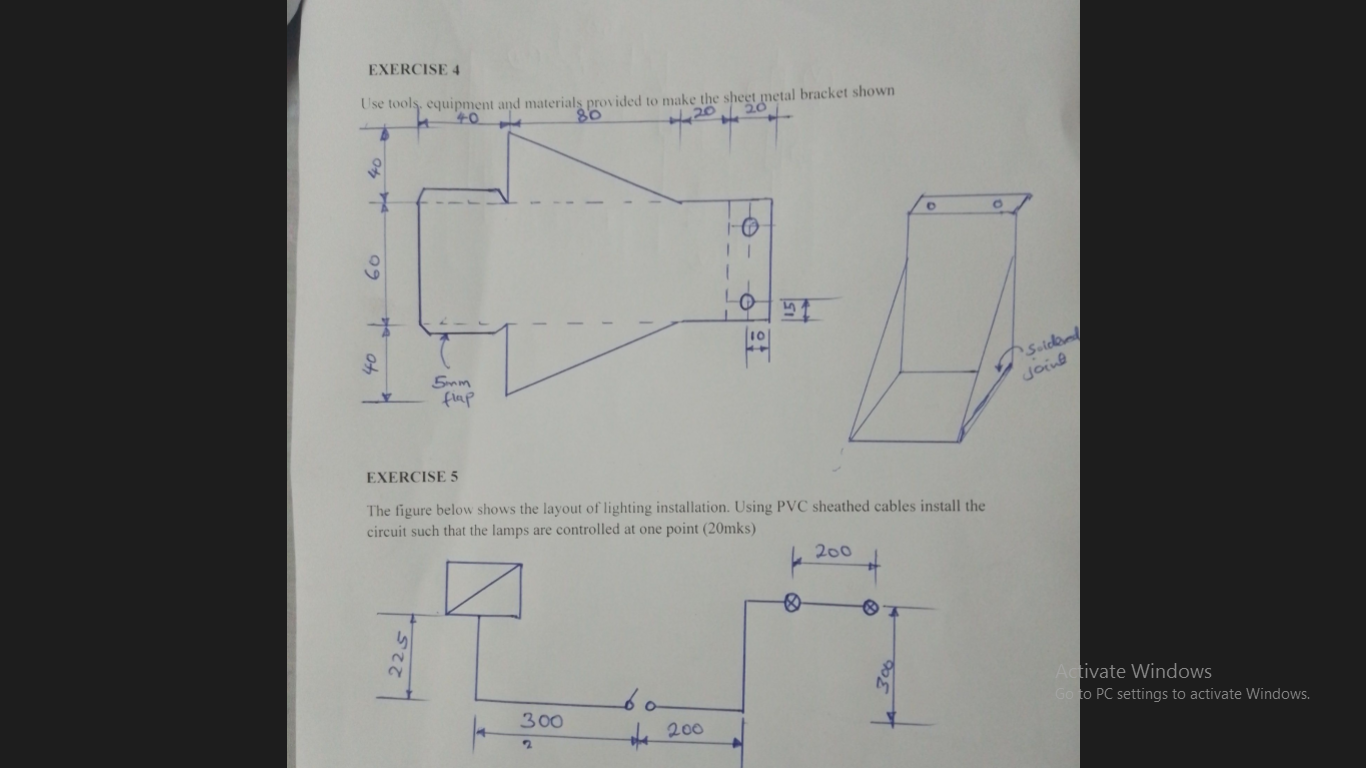 EXERCISE 4
Use tools, equipment and materials provided to make the sheet metal bracket shown
40 80 20 20
40
60
40
15
10
5mm
flap
Soldered
joint
EXERCISE 5
The figure below shows the layout of lighting installation. Using PVC sheathed cables install the
circuit such that the lamps are controlled at one point (20mks)
200
225
300
300
200
Activate Windows
Go to PC settings to activate Windows.